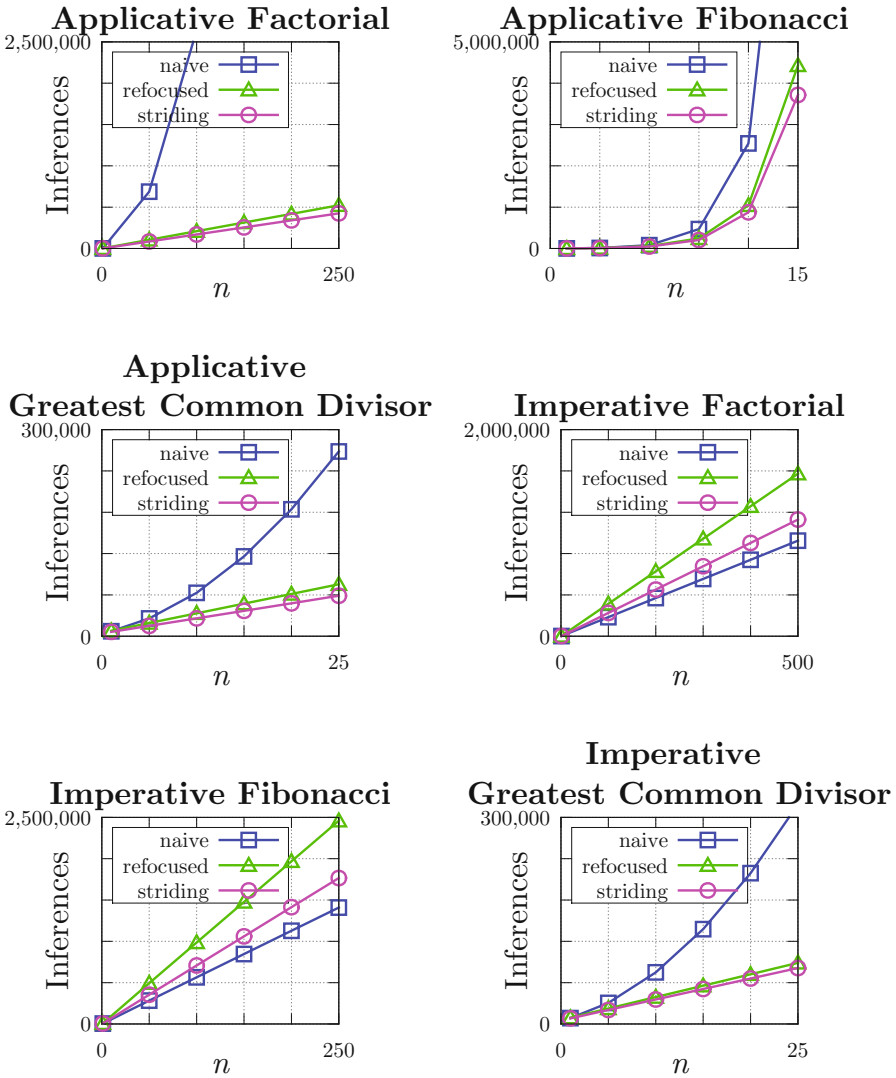 Applicative Factorial
2,500,000
naive
refocused
striding
Inferences
0
0
250
n
Applicative Fibonacci
5,000,000
naive
refocused
striding
Inferences
0
15
n
Applicative
Greatest Common Divisor
300,000
naive
refocused
striding
Inferences
0
0
25
n
Imperative Factorial
2,000,000
naive
refocused
striding
Inferences
0
0
500
n
Imperative Fibonacci
2,500,000
naive
refocused
striding
Inferences
0
0
250
n
Imperative
Greatest Common Divisor
300,000
naive
refocused
striding
Inferences
0
0
25
n